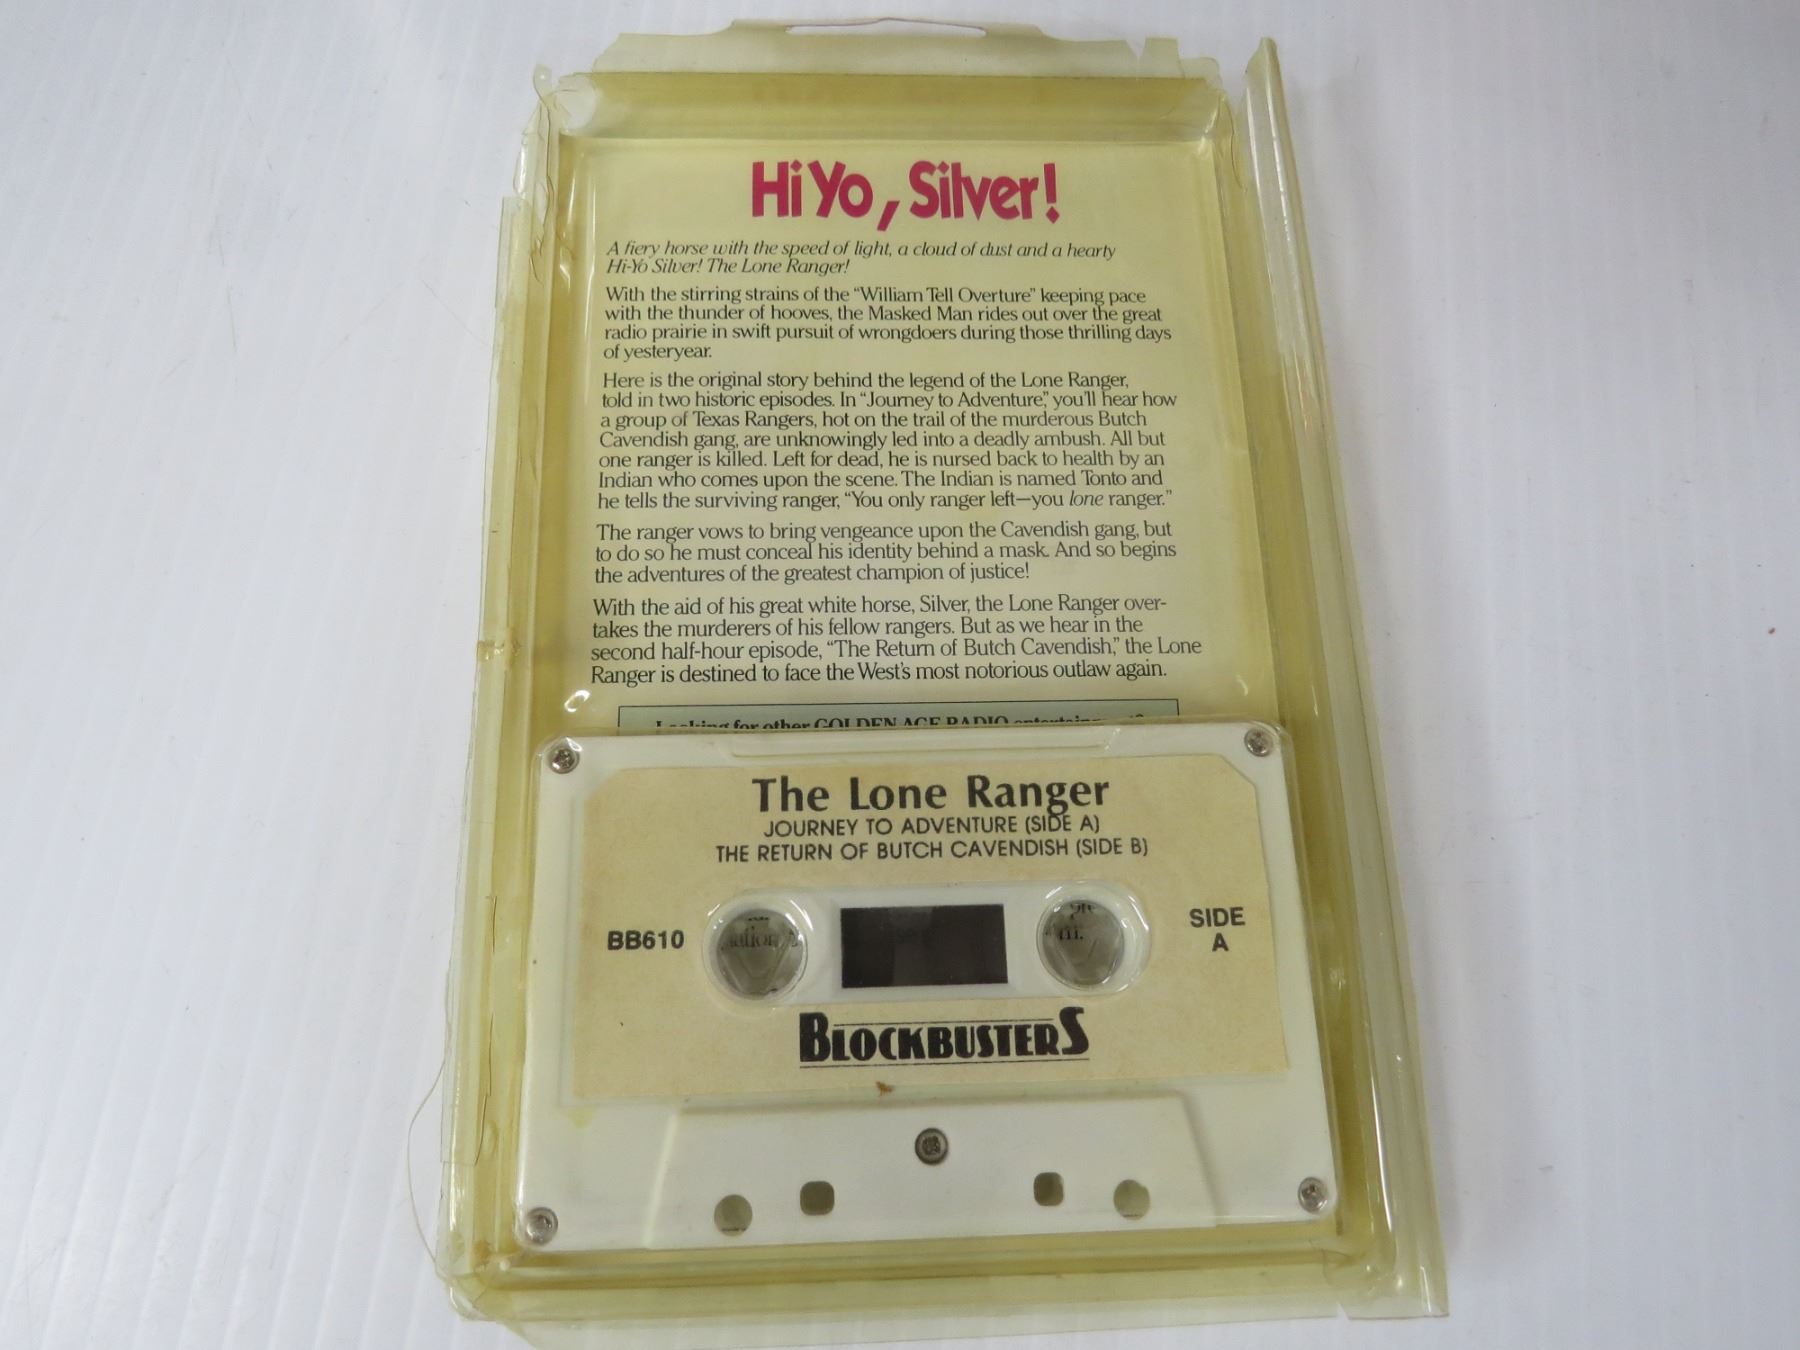 Hi Yo, Silver!
A fiery horse with the speed of light, a cloud of dust and a hearty
Hi-Yo Silver! The Lone Ranger!
With the stirring strains of the “William Tell Overture” keeping pace
with the thunder of hooves, the Masked Man rides out over the great
radio prairie in swift pursuit of wrongdoers during those thrilling days
of yesteryear.
Here is the original story behind the legend of the Lone Ranger,
told in two historic episodes. In “Journey to Adventure,” you'll hear how
a group of Texas Rangers, hot on the trail of the murderous Butch
Cavendish gang, are unknowingly led into a deadly ambush. All but
one ranger is killed. Left for dead, he is nursed back to health by an
Indian who comes upon the scene. The Indian is named Tonto and
he tells the surviving ranger, “You only ranger left—you lone ranger.”
The ranger vows to bring vengeance upon the Cavendish gang, but
to do so he must conceal his identity behind a mask. And so begins
the adventures of the greatest champion of justice!
With the aid of his great white horse, Silver, the Lone Ranger over-
takes the murderers of his fellow rangers. But as we hear in the
second half-hour episode, “The Return of Butch Cavendish,” the Lone
Ranger is destined to face the West's most notorious outlaw again.
Looking for other GOLDEN AGE RADIO entertainment?
The Lone Ranger
JOURNEY TO ADVENTURE (SIDE A)
THE RETURN OF BUTCH CAVENDISH (SIDE B)
BB610
SIDE
A
BLOCKBUSTERS